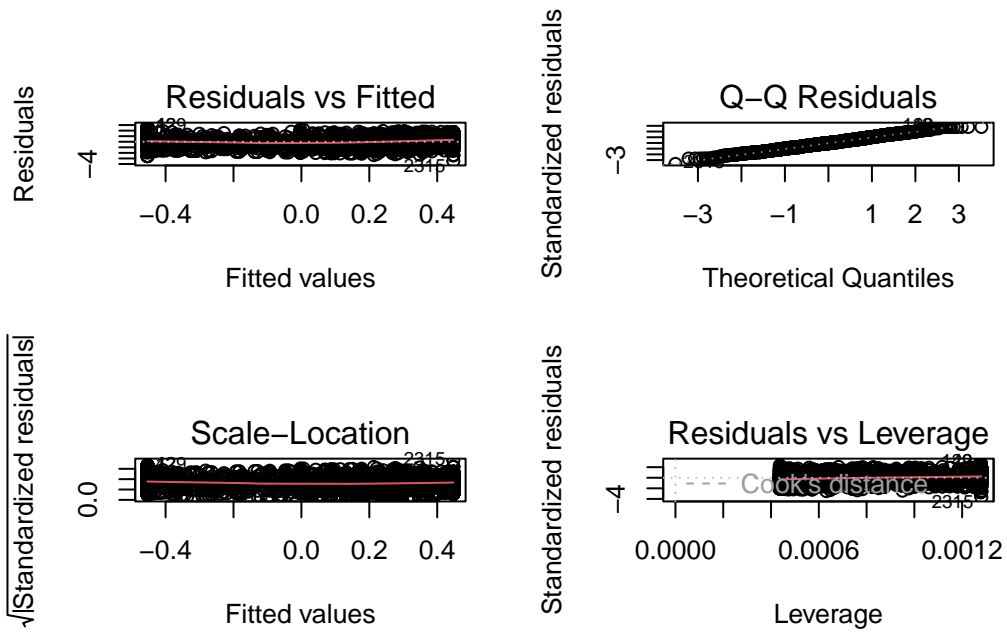 Residuals vs Fitted
Residuals
−4
129
2315
−0.4 0.0 0.2 0.4
Fitted values
Q−Q Residuals
Standardized residuals
−3
−3 −1 1 2 3
Theoretical Quantiles
Scale−Location
√|Standardized residuals|
0.0
129
2315
−0.4 0.0 0.2 0.4
Fitted values
Residuals vs Leverage
Standardized residuals
−4
Cook's distance
2315
0.0000 0.0006 0.0012
Leverage